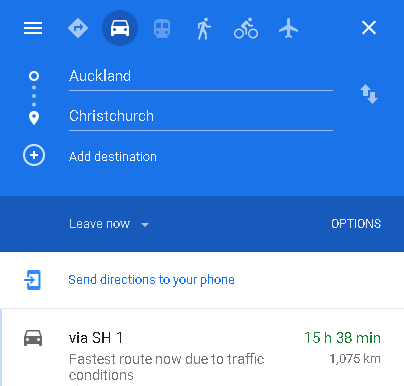 Auckland
Christchurch
Add destination
Leave now
OPTIONS
Send directions to your phone
via SH 1
15 h 38 min
Fastest route now due to traffic
1,075 km
conditions